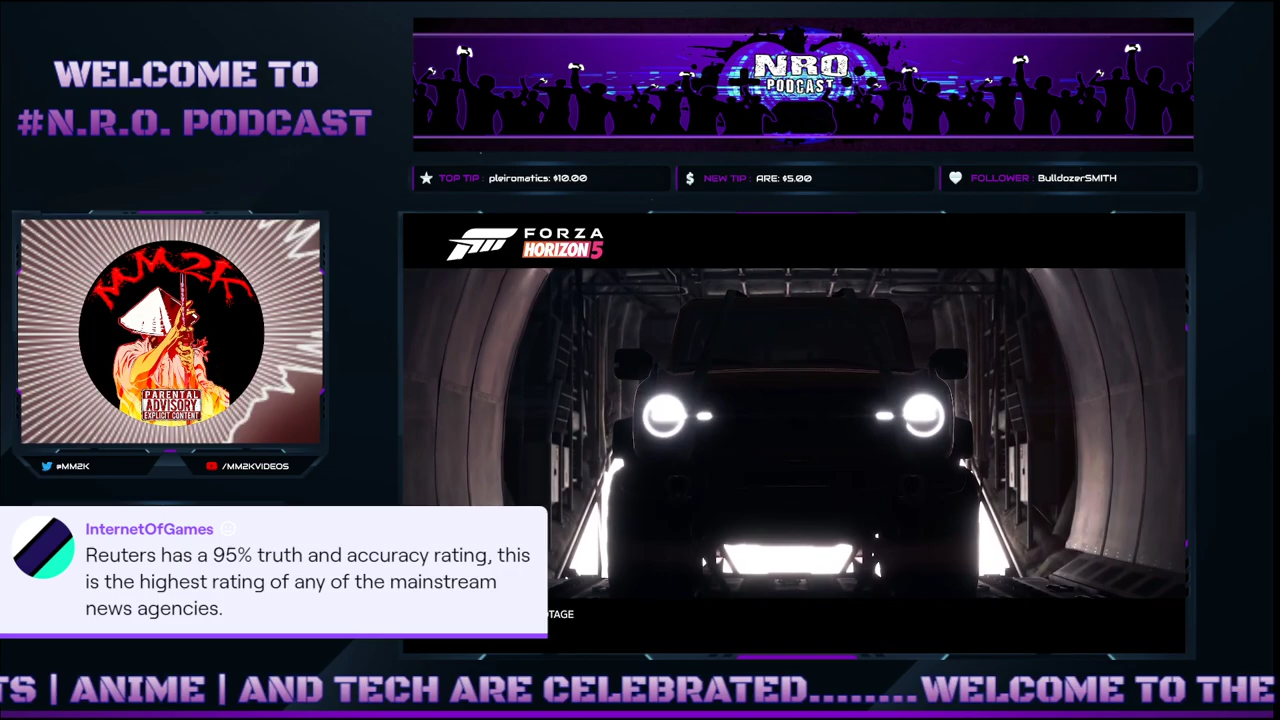 WELCOME TO
#N.R.O. PODCAST
NRO
PODCAST
TOP TIP : pleiromatics: $10.00
NEW TIP : ARE: $5.00
FOLLOWER : BulldozerSMITH
FORZA
HORIZON 5
MM2K
PARENTAL
ADVISORY
EXPLICIT CONTENT
@MM2K
/MM2KVIDEOS
InternetOfGames
Reuters has a 95% truth and accuracy rating, this
is the highest rating of any of the mainstream
news agencies.
OTAGE
TS | ANIME | AND TECH ARE CELEBRATED........WELCOME TO THE